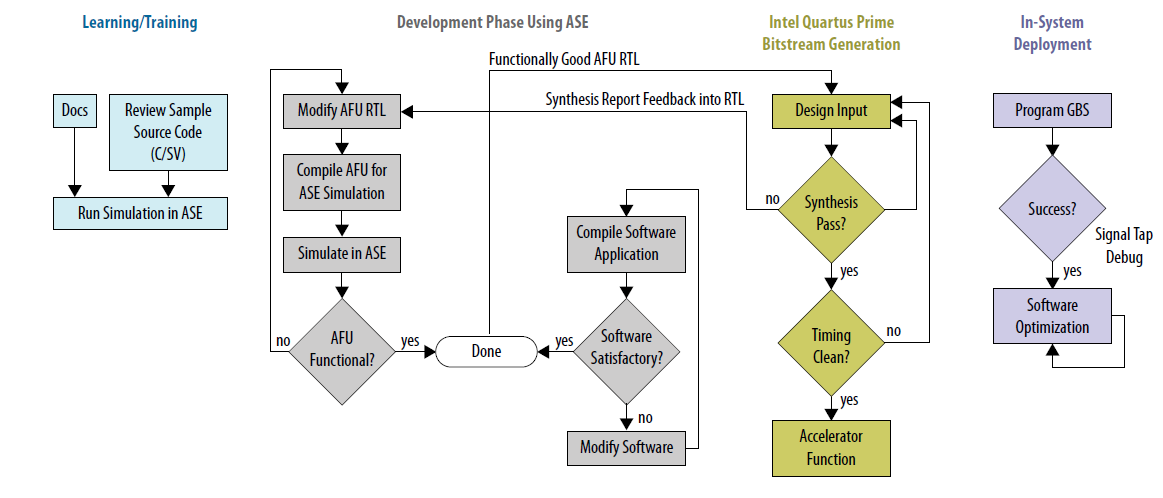 Learning/Training
Docs
Review Sample
Source Code
(C/SV)
Run Simulation in ASE
Development Phase Using ASE
Functionally Good AFU RTL
Synthesis Report Feedback into RTL
Modify AFU RTL
Compile AFU for
ASE Simulation
Simulate in ASE
AFU
Functional?
no
yes
Done
Compile Software
Application
Software
Satisfactory?
yes
no
Modify Software
Intel Quartus Prime
Bitstream Generation
Design Input
Synthesis
Pass?
no
yes
Timing
Clean?
no
yes
Accelerator
Function
In-System
Deployment
Program GBS
Success?
Signal Tap
Debug
yes
Software
Optimization